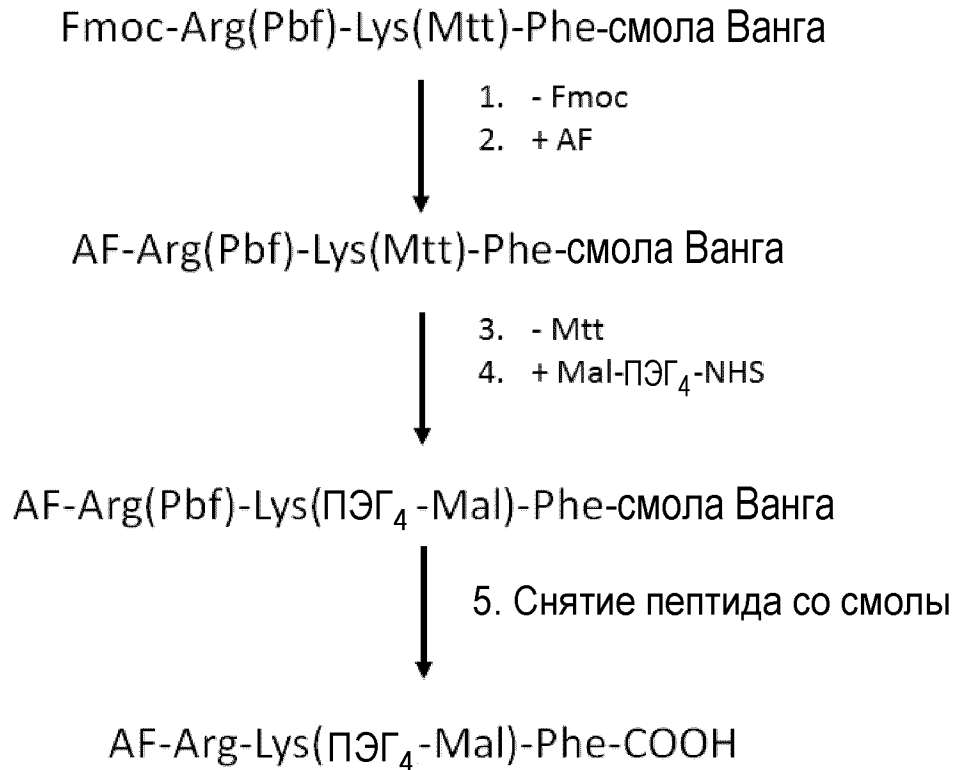 Fmoc-Arg(Pbf)-Lys(Mtt)-Phe-смола Ванга
1. - Fmoc
2. + AF
AF-Arg(Pbf)-Lys(Mtt)-Phe-смола Ванга
3. - Mtt
4. + Mal-ПЭГ4-NHS
AF-Arg(Pbf)-Lys(ПЭГ4-Mal)-Phe-смола Ванга
5. Снятие пептида со смолы
AF-Arg-Lys(ПЭГ4-Mal)-Phe-COOH